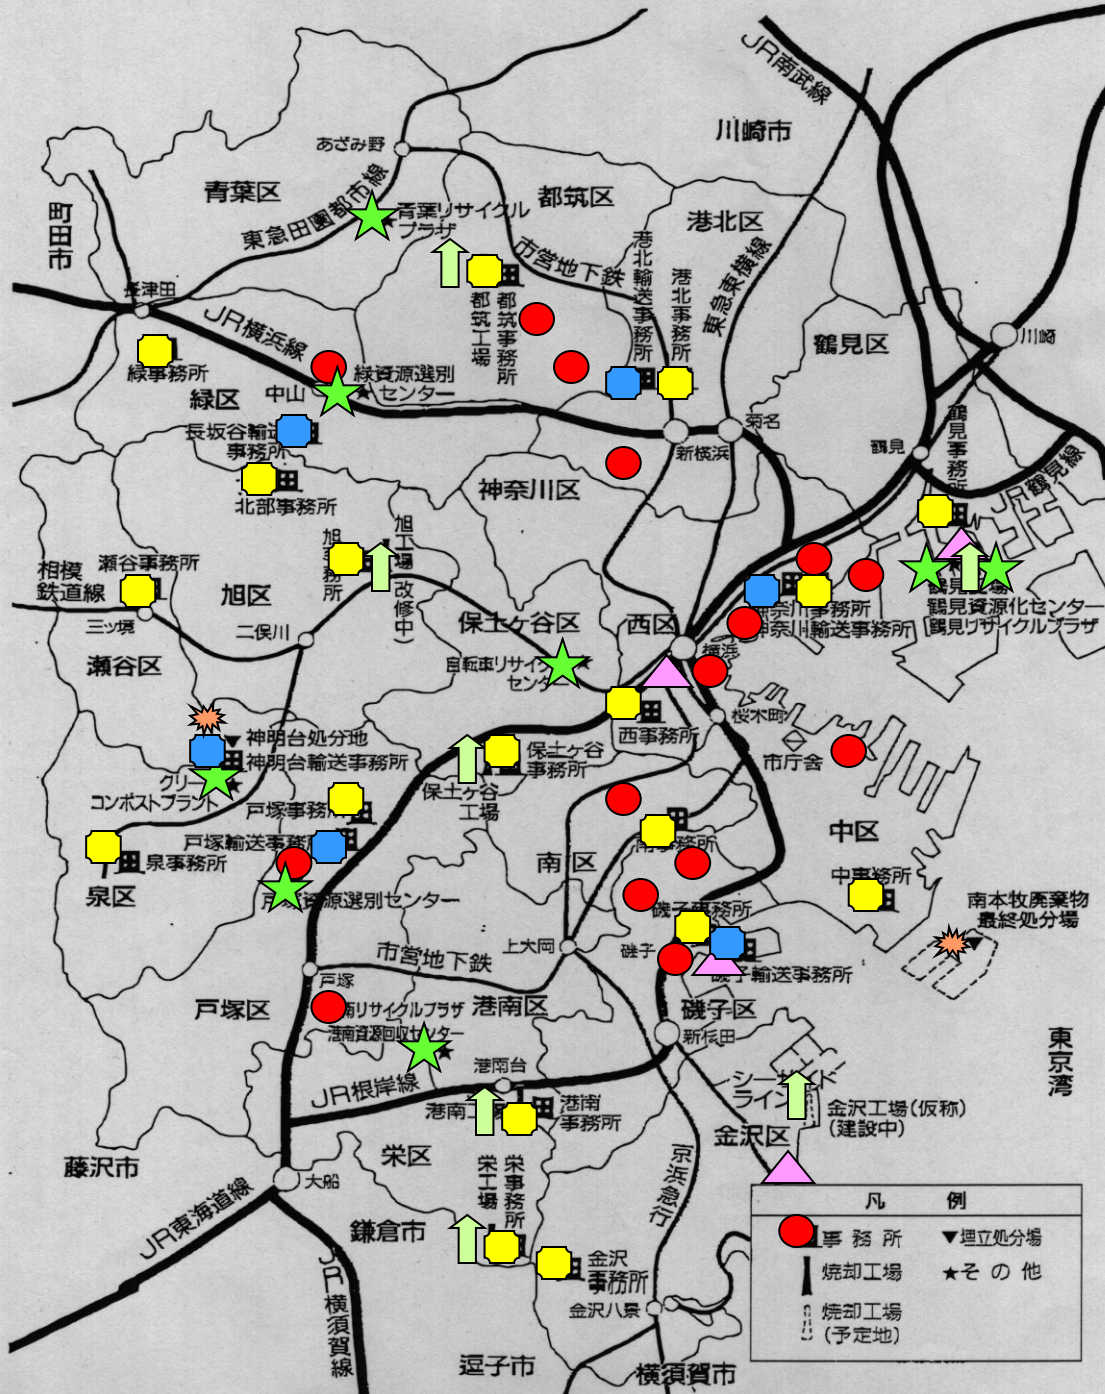 JR南武線
川崎市
あざみ野
青葉区
都筑区
町田市
東急田園都市線
青葉リサイクル
プラザ
港北区
市営地下鉄
港北輸送事務所
港北事務所
東急東横線
都筑工場
都筑事務所
長津田
JR横浜線
鶴見区
川崎
緑事務所
緑区
中山
緑資源選別
センター
長坂谷輸送
事務所
新横浜
菊名
鶴見
鶴見事務所
JR鶴見線
北部事務所
神奈川区
旭工場
改修中)
相模
鉄道線
瀬谷事務所
旭区
三ッ境
二俣川
瀬谷区
保土ヶ谷区
西区
横浜
神奈川事務所
神奈川輸送事務所
鶴見資源化センター
鶴見リサイクルプラザ
自転車リサイクル
センター
桜木町
西事務所
市庁舎
神明台処分地
神明台輸送事務所
コンポストプラント
保土ヶ谷
事務所
保土ヶ谷
工場
戸塚事務所
戸塚輸送事務所
泉事務所
泉区
戸塚資源選別センター
南区
南事務所
中区
中事務所
南本牧廃棄物
最終処分場
磯子事務所
磯子
磯子輸送事務所
上大岡
市営地下鉄
戸塚
戸塚区
南リサイクルプラザ
港南資源回収センター
港南区
磯子区
新杉田
東京湾
港南台
JR根岸線
港南
事務所
シーサイド
ライン
金沢工場(仮称)
(建設中)
金沢区
藤沢市
栄区
栄工場
栄事務所
大船
JR東海道線
鎌倉市
京浜急行
JR横須賀線
金沢
事務所
金沢八景
逗子市
横須賀市
凡例
事務所
▼埋立処分場
焼却工場
★その他
焼却工場
(予定地)